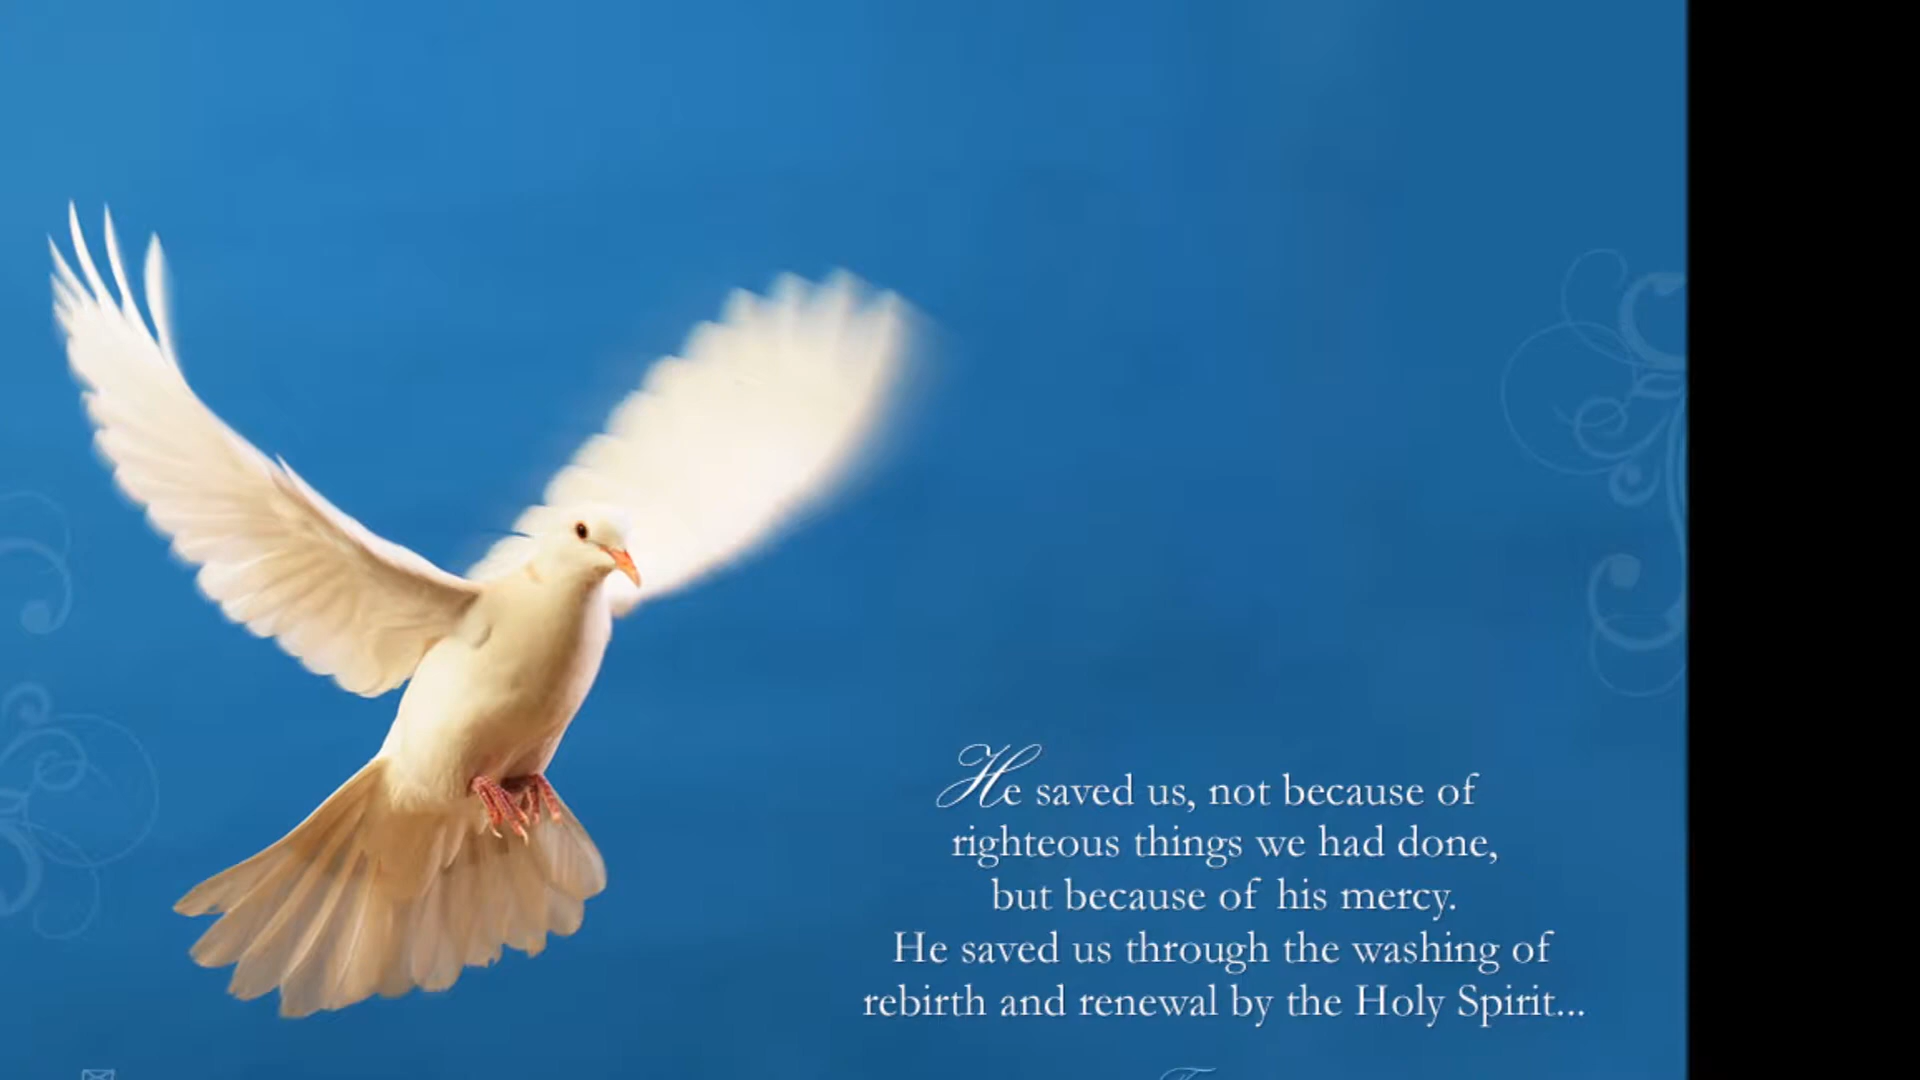 He saved us, not because of
righteous things we had done,
but because of his mercy.
He saved us through the washing of
rebirth and renewal by the Holy Spirit...